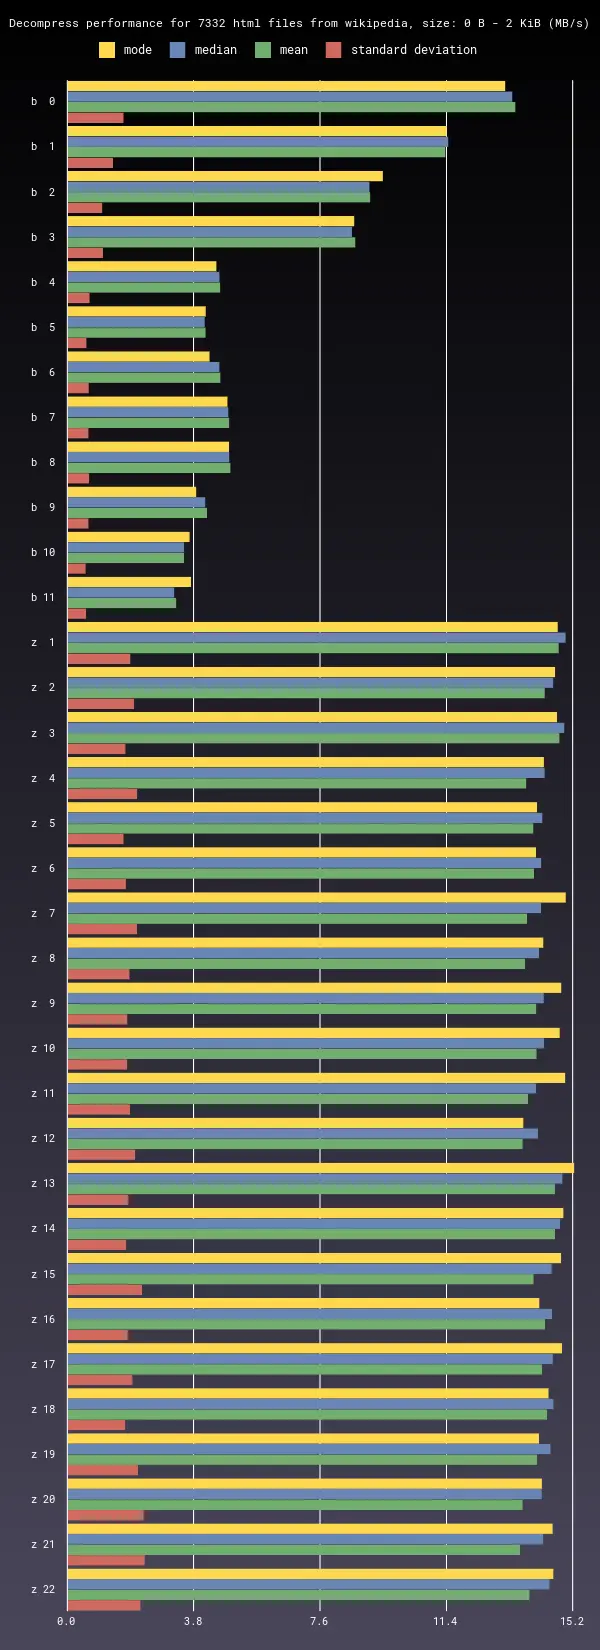 Decompress performance for 7332 html files from wikipedia, size: 0 B - 2 KiB (MB/s)
mode median mean standard deviation
b 0
b 1
b 2
b 3
b 4
b 5
b 6
b 7
b 8
b 9
b 10
b 11
z 1
z 2
z 3
z 4
z 5
z 6
z 7
z 8
z 9
z 10
z 11
z 12
z 13
z 14
z 15
z 16
z 17
z 18
z 19
z 20
z 21
z 22
0.0 3.8 7.6 11.4 15.2